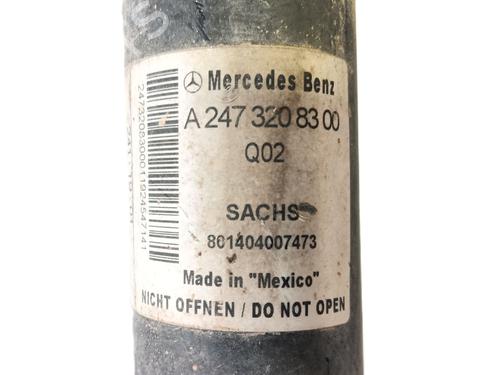 Mercedes Benz
A 247 320 83 00
Q02
SACHS
801404007473
Made in "Mexico"
NICHT OFFNEN / DO NOT OPEN